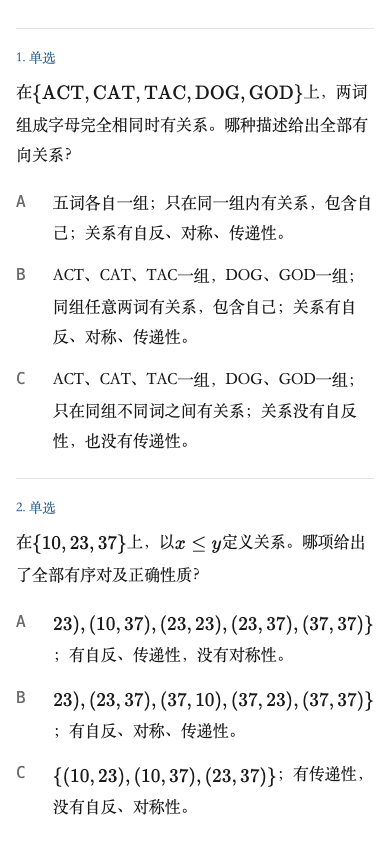 1. 单选
在{ACT, CAT, TAC, DOG, GOD}上，两词
组成字母完全相同时有关系。哪种描述给出全部有
向关系？
A 五词各自一组；只在同一组内有关系，包含自
己；关系有自反、对称、传递性。
B ACT、CAT、TAC一组，DOG、GOD一组；
同组任意两词有关系，包含自己；关系有自
反、对称、传递性。
C ACT、CAT、TAC一组，DOG、GOD一组；
只在同组不同词之间有关系；关系没有自反
性，也没有传递性。
2. 单选
在{10, 23, 37}上，以x ≤ y定义关系。哪项给出
了全部有序对及正确性质？
A 23), (10, 37), (23, 23), (23, 37), (37, 37)}
；有自反、传递性，没有对称性。
B 23), (23, 37), (37, 10), (37, 23), (37, 37)}
；有自反、对称、传递性。
C {(10, 23), (10, 37), (23, 37)}；有传递性，
没有自反、对称性。